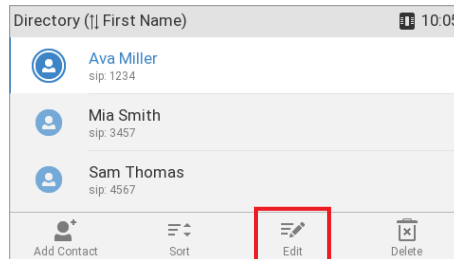 Directory (⇅ First Name) 10:05
Ava Miller
sip: 1234
Mia Smith
sip: 3457
Sam Thomas
sip: 4567
Add Contact Sort Edit Delete